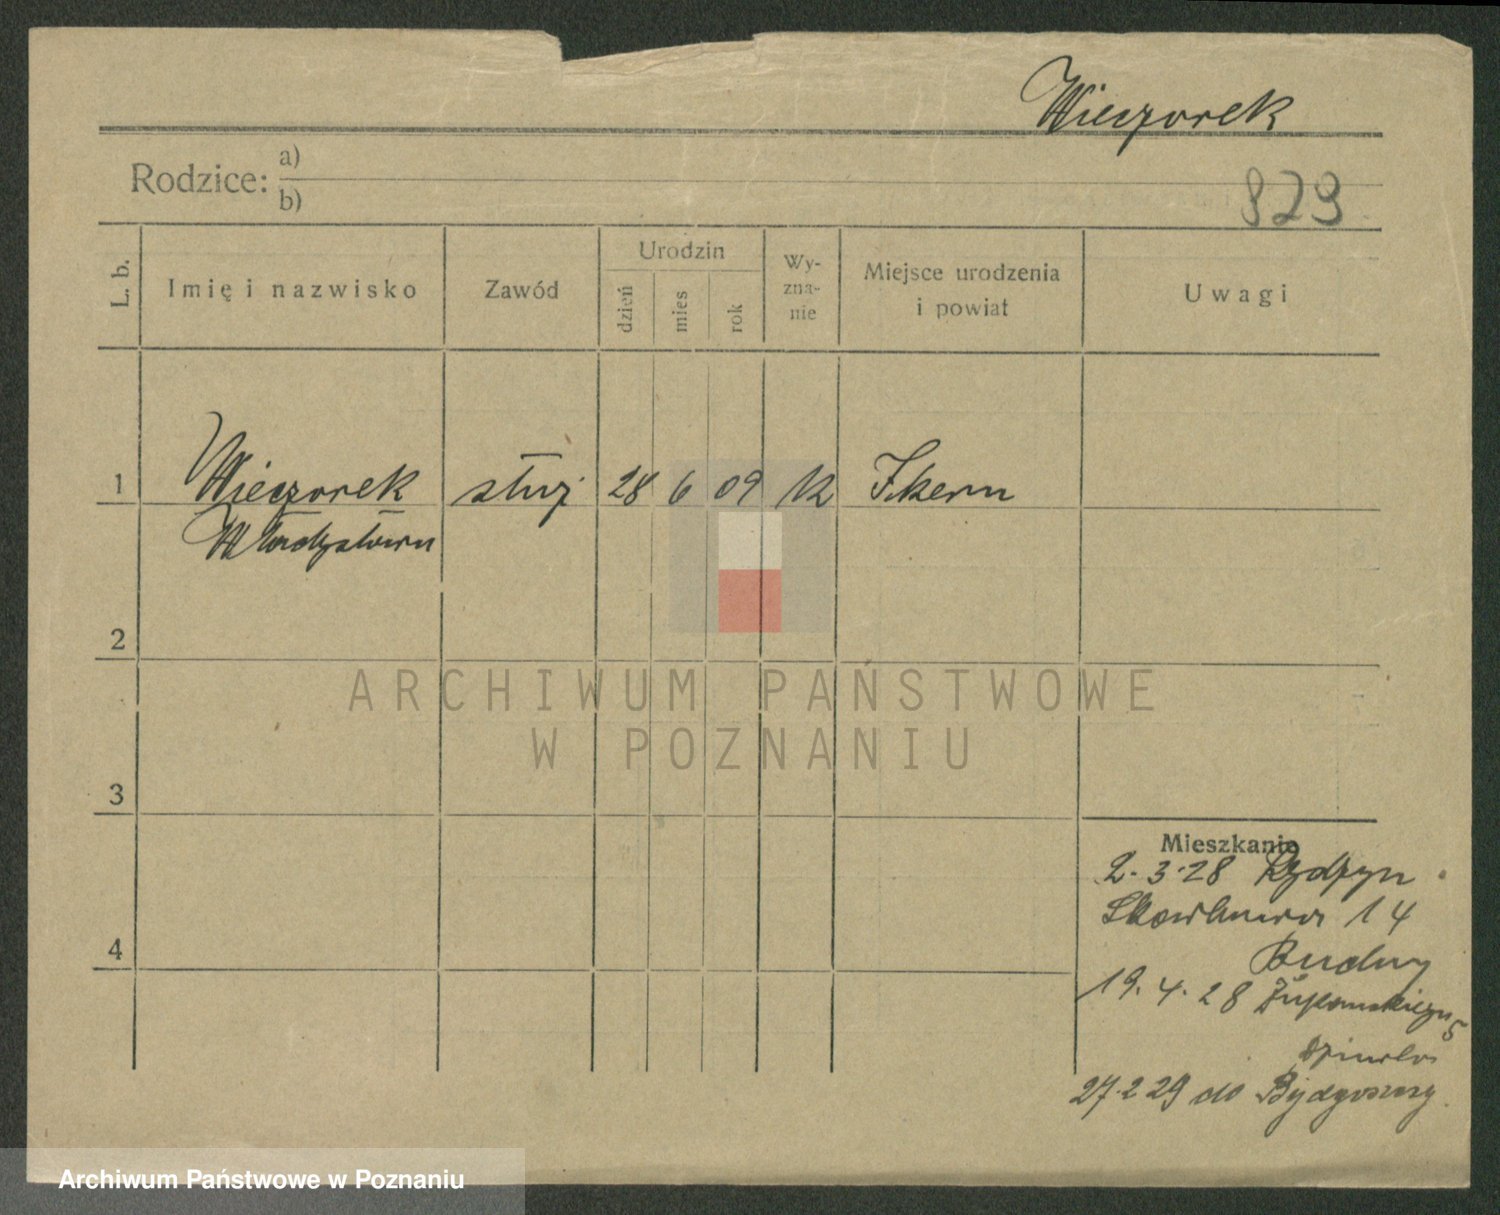 Wieczorek
Rodzice: a)
b)
829
L. b.
Imię i nazwisko
Zawód
Urodzin
dzień
mies
rok
Wy-
zna-
nie
Miejsce urodzenia
i powiat
Uwagi
1
Wieczorek służ 28 6 09 K
Władysława
2
3
4
Mieszkanie
2.3.28
14
19.4.28 5
27.2 29 do Bydgoszczy
ARCHIWUM PAŃSTWOWE
W POZNANIU
Archiwum Państwowe w Poznaniu